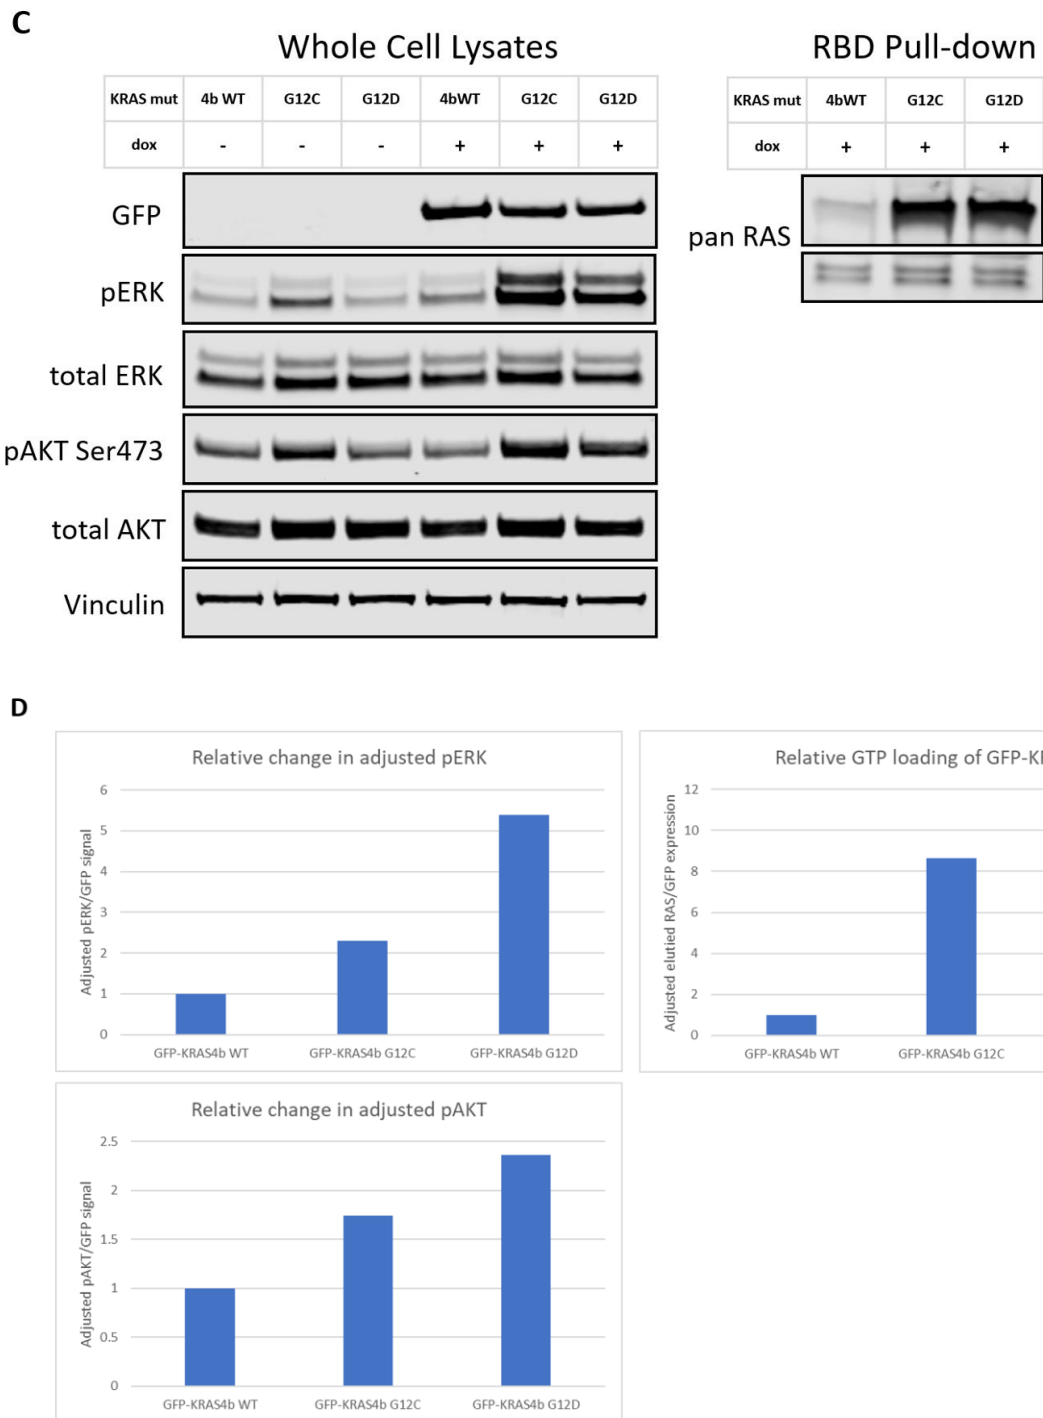 C
Whole Cell Lysates
KRAS mut 4b WT G12C G12D 4bWT G12C G12D
dox - - - + + +
GFP
pERK
total ERK
pAKT Ser473
total AKT
Vinculin
RBD Pull-down
KRAS mut 4bWT G12C G12D
dox + + +
pan RAS
D
Relative change in adjusted pERK
Adjusted pERK/GFP signal
6
5
4
3
2
1
0
GFP-KRAS4b WT GFP-KRAS4b G12C GFP-KRAS4b G12D
Relative GTP loading of GFP-K
Adjusted elutied RAS/GFP expression
12
10
8
6
4
2
0
GFP-KRAS4b WT GFP-KRAS4b G12C
Relative change in adjusted pAKT
Adjusted pAKT/GFP signal
2.5
2
1.5
1
0.5
0
GFP-KRAS4b WT GFP-KRAS4b G12C GFP-KRAS4b G12D